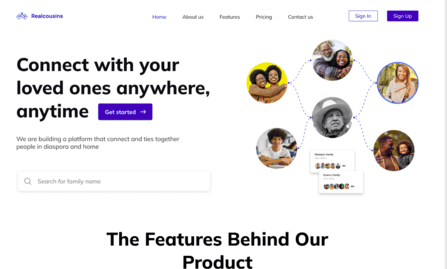 Realcousins
Home About us Features Pricing Contact us
Sign In Sign Up
Connect with your
loved ones anywhere,
anytime Get started →
We are building a platform that connect and ties together
people in diaspora and home
Search for family name
The Features Behind Our
Product